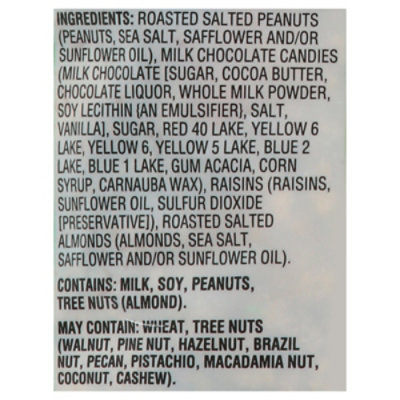 INGREDIENTS: ROASTED SALTED PEANUTS
(PEANUTS, SEA SALT, SAFFLOWER AND/OR
SUNFLOWER OIL), MILK CHOCOLATE CANDIES
(MILK CHOCOLATE [SUGAR, COCOA BUTTER,
CHOCOLATE LIQUOR, WHOLE MILK POWDER,
SOY LECITHIN {AN EMULSIFIER}, SALT,
VANILLA], SUGAR, RED 40 LAKE, YELLOW 6
LAKE, YELLOW 6, YELLOW 5 LAKE, BLUE 2
LAKE, BLUE 1 LAKE, GUM ACACIA, CORN
SYRUP, CARNAUBA WAX), RAISINS (RAISINS,
SUNFLOWER OIL, SULFUR DIOXIDE
[PRESERVATIVE]), ROASTED SALTED
ALMONDS (ALMONDS, SEA SALT,
SAFFLOWER AND/OR SUNFLOWER OIL).
CONTAINS: MILK, SOY, PEANUTS,
TREE NUTS (ALMOND).
MAY CONTAIN: WHEAT, TREE NUTS
(WALNUT, PINE NUT, HAZELNUT, BRAZIL
NUT, PECAN, PISTACHIO, MACADAMIA NUT,
COCONUT, CASHEW).